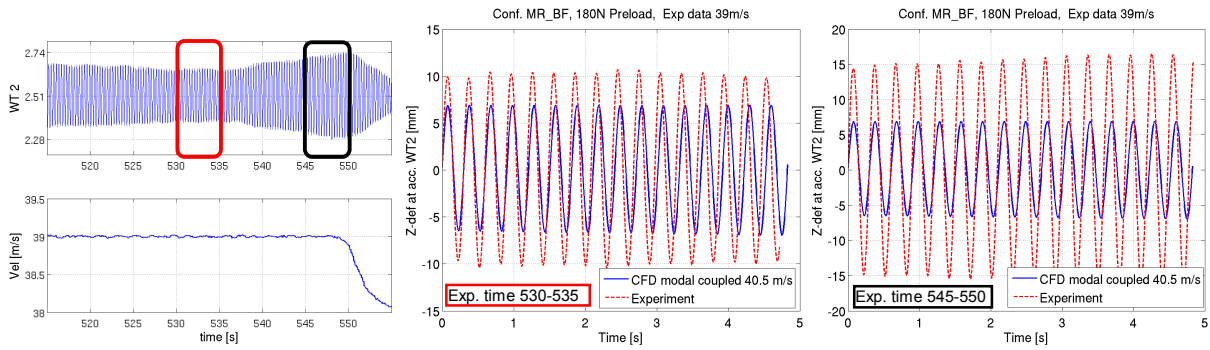 2.74
2.51
2.28
WT 2
520 525 530 535 540 545 550
39.5
39
38.5
38
Vel [m/s]
520 525 530 535 540 545 550
time [s]
Conf. MR_BF, 180N Preload, Exp data 39m/s
15
10
5
0
-5
-10
-15
Z-def at acc. WT2 [mm]
CFD modal coupled 40.5 m/s
Experiment
Exp. time 530-535
0 1 2 3 4 5
Time [s]
Conf. MR_BF, 180N Preload, Exp data 39m/s
20
15
10
5
0
-5
-10
-15
-20
Z-def at acc. WT2 [mm]
CFD modal coupled 40.5 m/s
Experiment
Exp. time 545-550
0 1 2 3 4 5
Time [s]